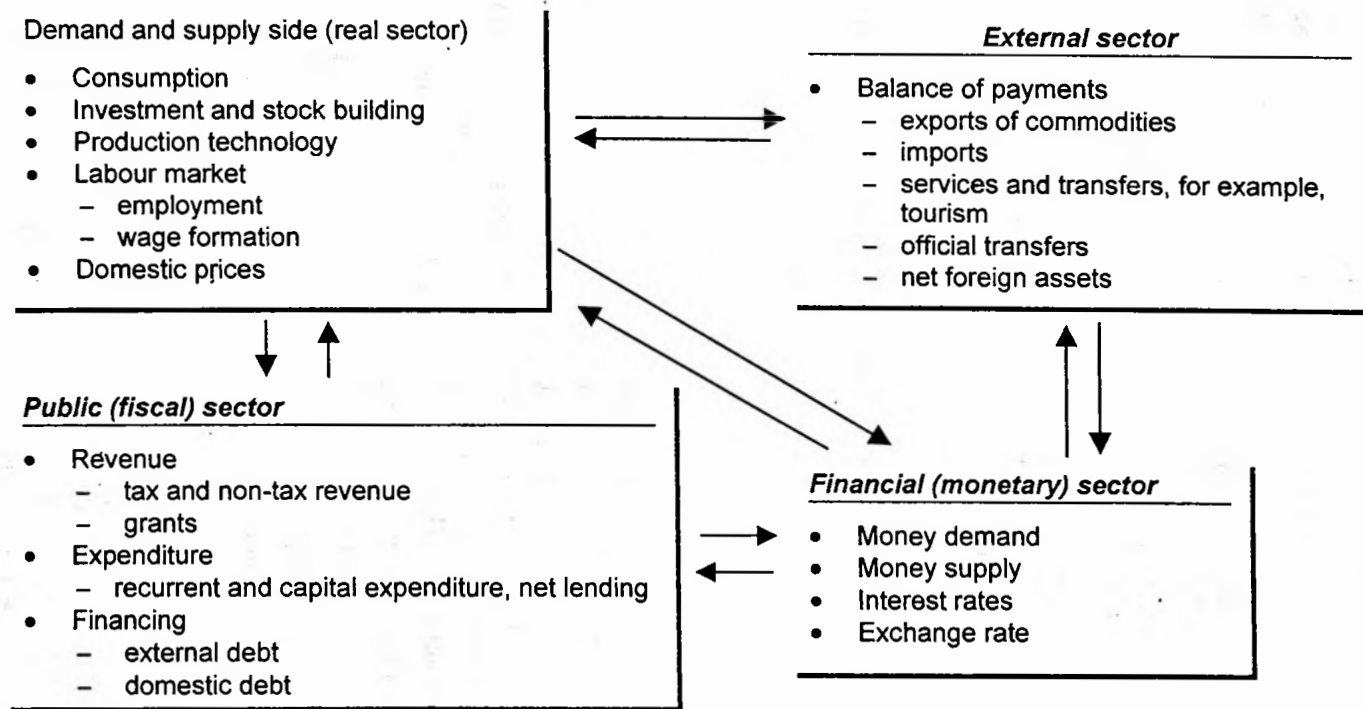 Demand and supply side (real sector)
• Consumption
• Investment and stock building
• Production technology
• Labour market
– employment
– wage formation
• Domestic prices
External sector
• Balance of payments
– exports of commodities
– imports
– services and transfers, for example,
tourism
– official transfers
– net foreign assets
Public (fiscal) sector
• Revenue
– tax and non-tax revenue
– grants
• Expenditure
– recurrent and capital expenditure, net lending
• Financing
– external debt
– domestic debt
Financial (monetary) sector
• Money demand
• Money supply
• Interest rates
• Exchange rate